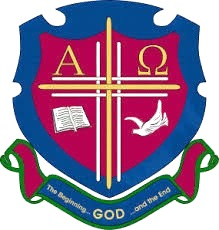 Α Ω
The Beginning... GOD ...and the End